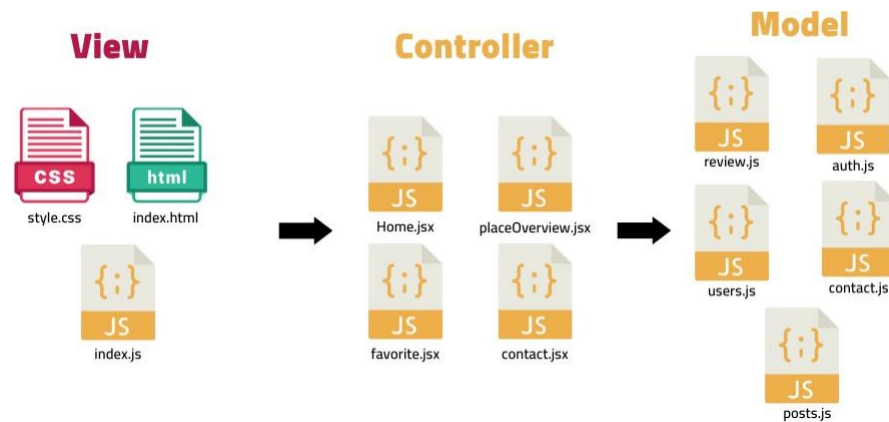 View
Controller
Model
CSS
html
style.css
index.html
{;}
JS
index.js
{;}
JS
Home.jsx
{;}
JS
placeOverview.jsx
{;}
JS
favorite.jsx
{;}
JS
contact.jsx
{;}
JS
review.js
{;}
JS
auth.js
{;}
JS
users.js
{;}
JS
contact.js
{;}
JS
posts.js